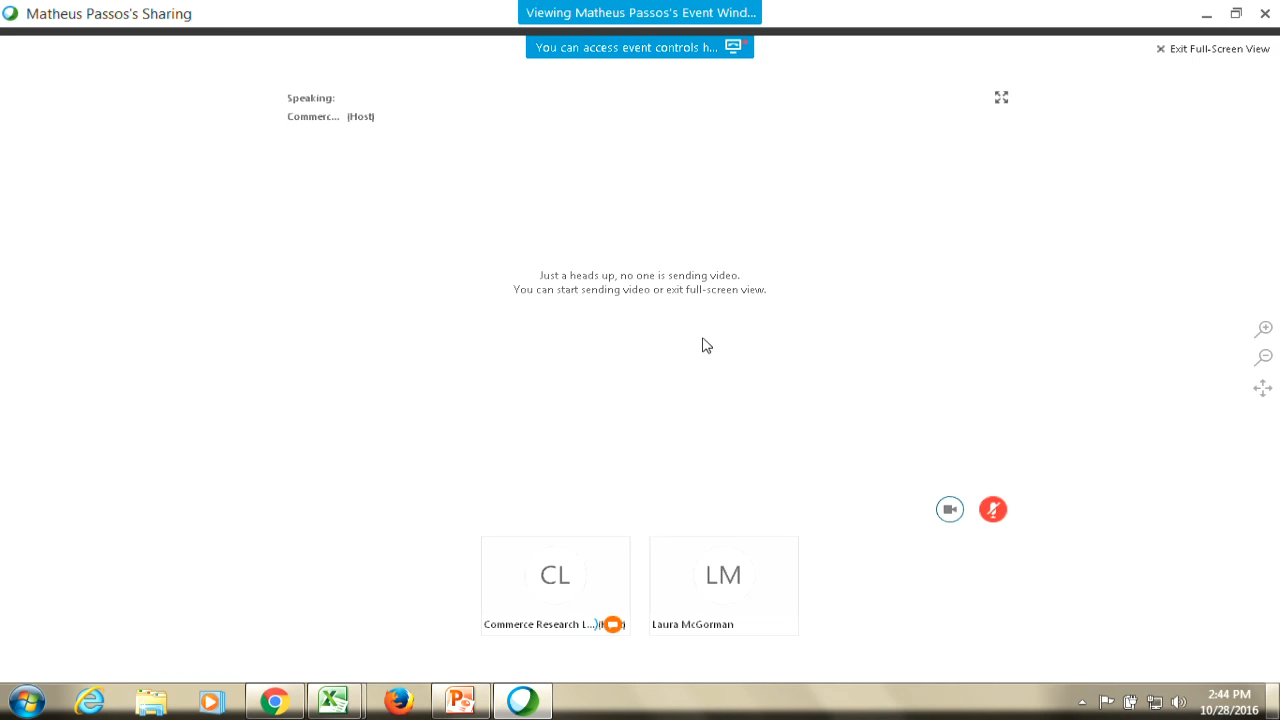 Matheus Passos's Sharing
Viewing Matheus Passos's Event Wind...
You can access event controls h...
Exit Full-Screen View
Speaking:
Commerc... (Host)
Just a heads up, no one is sending video.
You can start sending video or exit full-screen view.
CL
LM
Commerce Research L...
Laura McGorman
2:44 PM
10/28/2016